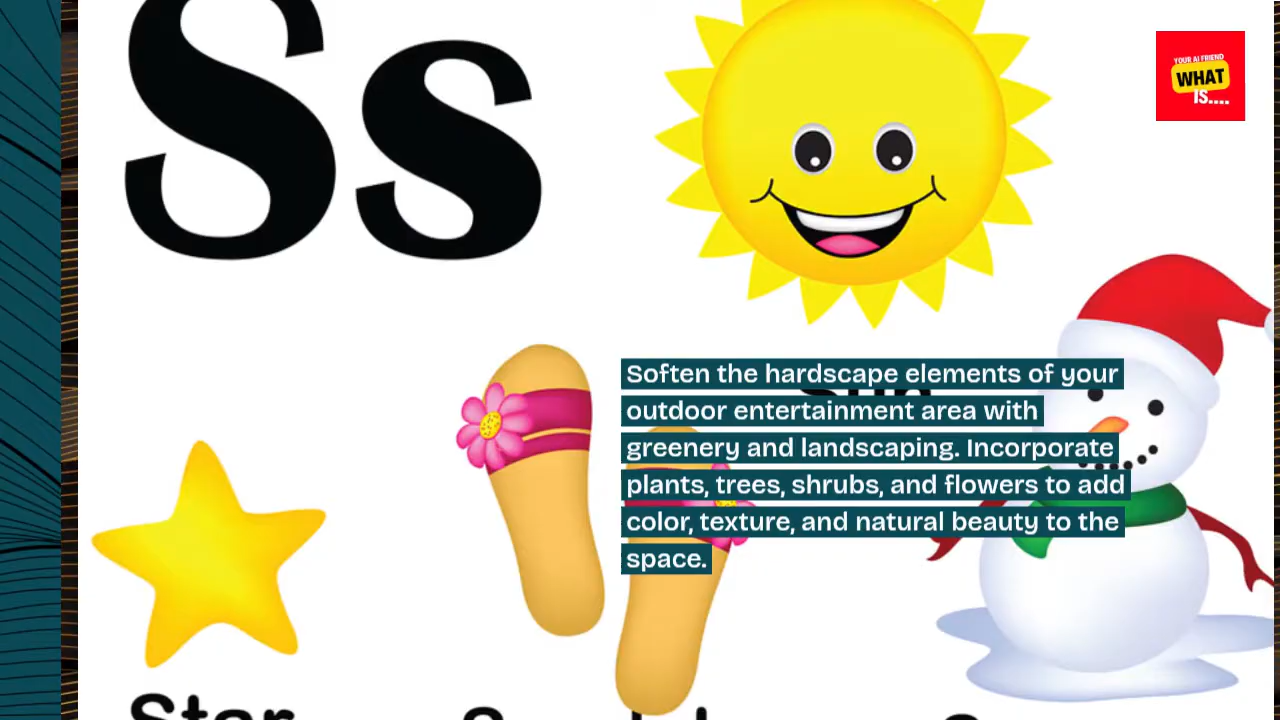 Ss
YOUR AI FRIEND
WHAT
IS....
Soften the hardscape elements of your
outdoor entertainment area with
greenery and landscaping. Incorporate
plants, trees, shrubs, and flowers to add
color, texture, and natural beauty to the
space.
Star